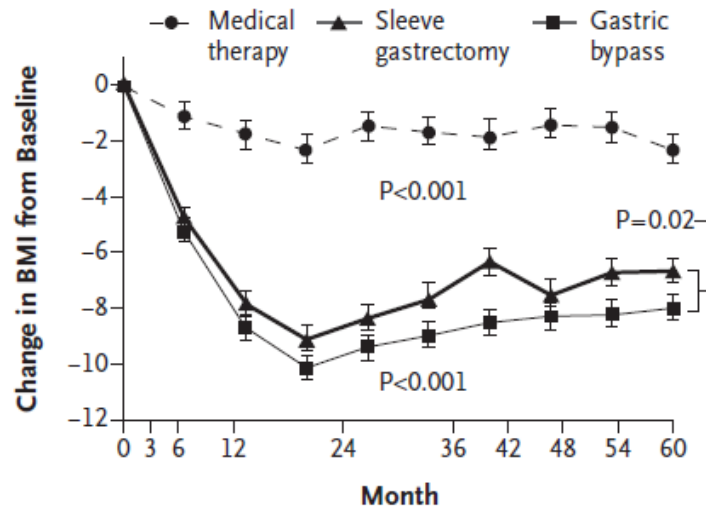 Medical therapy
Sleeve gastrectomy
Gastric bypass
Change in BMI from Baseline
0
−2
−4
−6
−8
−10
−12
P<0.001
P=0.02
P<0.001
0 3 6 12 24 36 42 48 54 60
Month